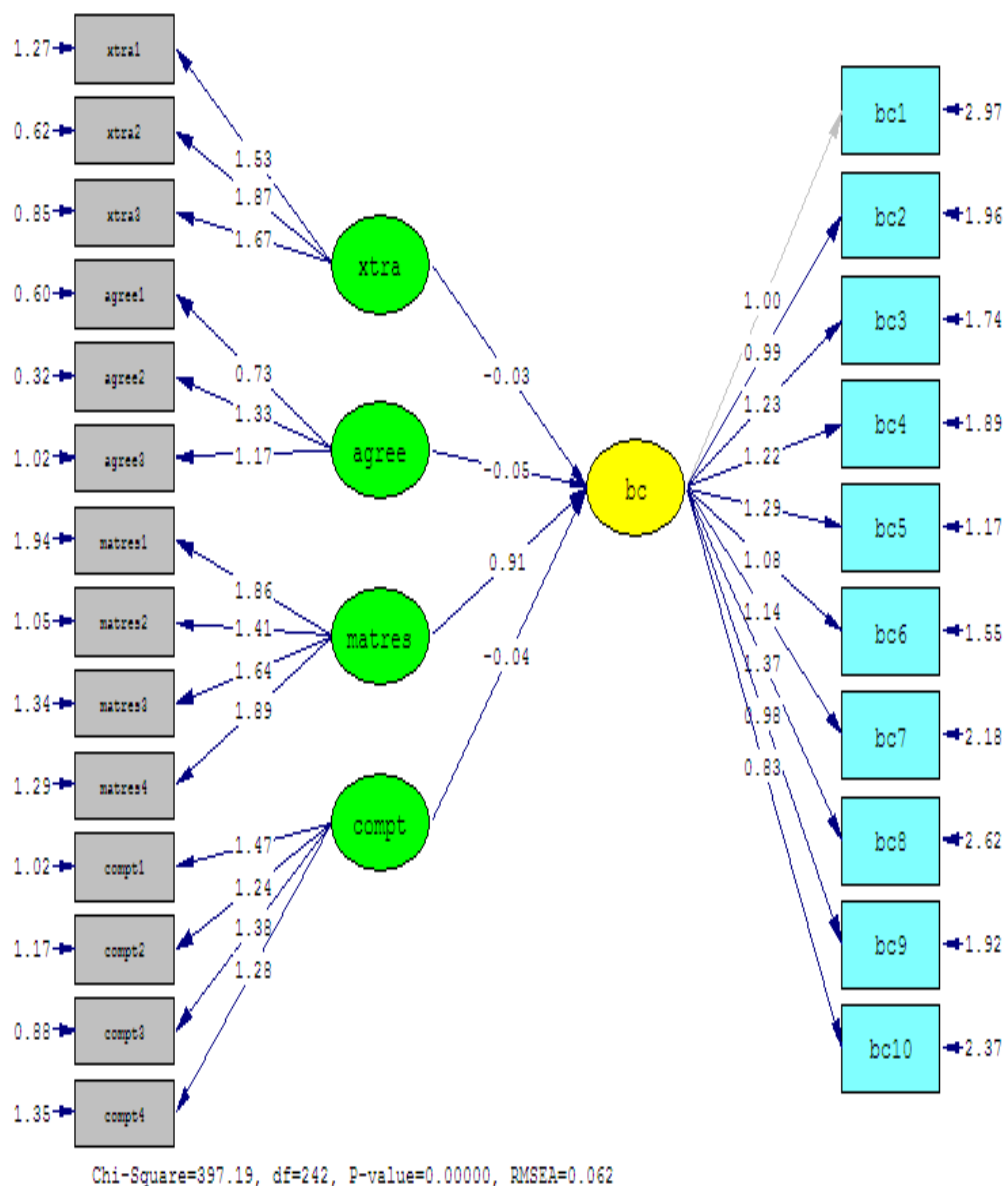 1.27 xtra1
0.62 xtra2
0.85 xtra3
0.60 agree1
0.32 agree2
1.02 agree3
1.94 matres1
1.05 matres2
1.34 matres3
1.29 matres4
1.02 compt1
1.17 compt2
0.88 compt3
1.35 compt4
1.53
1.87
1.67
0.73
1.33
1.17
1.86
1.41
1.64
1.89
1.47
1.24
1.38
1.28
xtra
agree
matres
compt
-0.03
-0.05
0.91
-0.04
bc
1.00
0.99
1.23
1.22
1.29
1.08
1.14
1.37
0.98
0.83
bc1 2.97
bc2 1.96
bc3 1.74
bc4 1.89
bc5 1.17
bc6 1.55
bc7 2.18
bc8 2.62
bc9 1.92
bc10 2.37
Chi-Square=397.19, df=242, P-value=0.00000, RMSEA=0.062